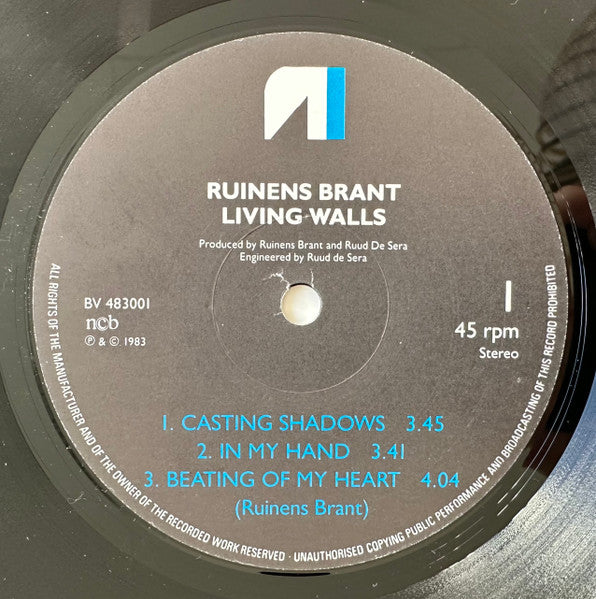 RUINENS BRANT
LIVING WALLS
Produced by Ruinens Brant and Ruud De Sera
Engineered by Ruud de Sera
BV 483001
ncb
℗ & © 1983
1
45 rpm
Stereo
1. CASTING SHADOWS 3.45
2. IN MY HAND 3.41
3. BEATING OF MY HEART 4.04
(Ruinens Brant)
ALL RIGHTS OF THE MANUFACTURER AND OF THE OWNER OF THE RECORDED WORK RESERVED · UNAUTHORISED COPYING PUBLIC PERFORMANCE AND BROADCASTING OF THIS RECORD PROHIBITED